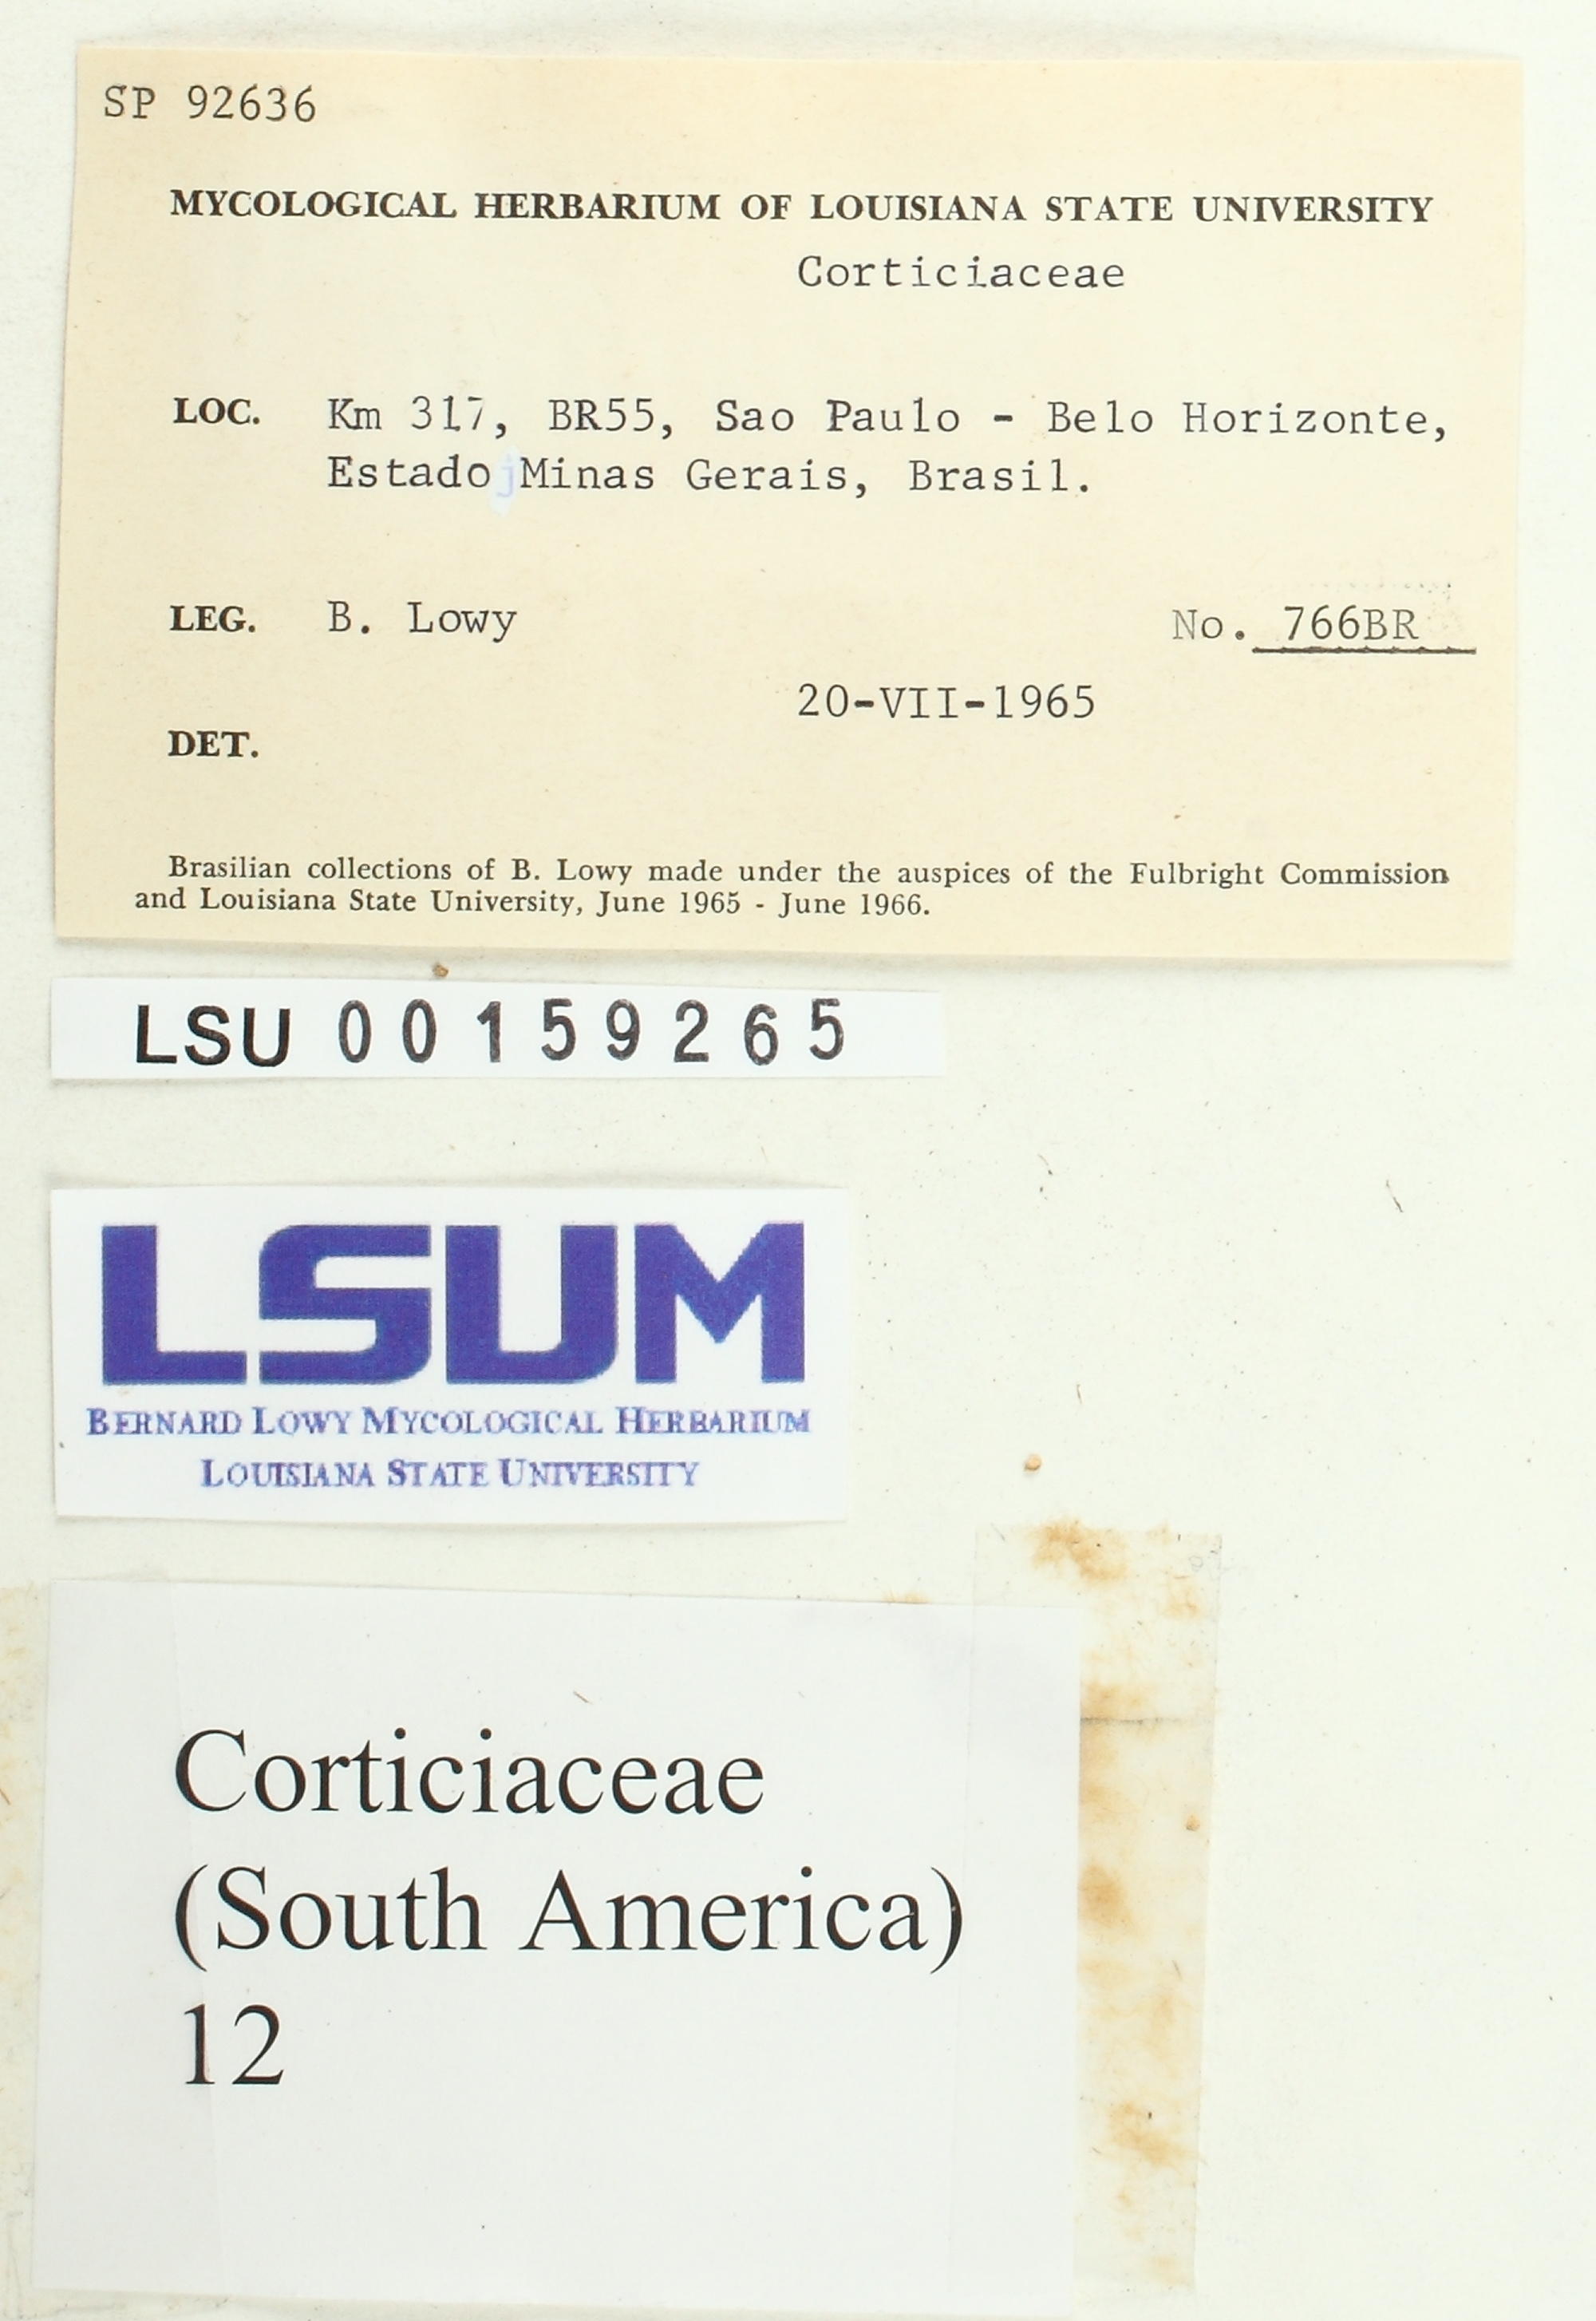 SP 92636
MYCOLOGICAL HERBARIUM OF LOUISIANA STATE UNIVERSITY
Corticiaceae
LOC. Km 317, BR55, Sao Paulo - Belo Horizonte,
Estado Minas Gerais, Brasil.
LEG. B. Lowy No. 766BR
20-VII-1965
DET.
Brasilian collections of B. Lowy made under the auspices of the Fulbright Commission
and Louisiana State University, June 1965 - June 1966.
LSU 00159265
LSUM
BERNARD LOWY MYCOLOGICAL HERBARIUM
LOUISIANA STATE UNIVERSITY
Corticiaceae
(South America)
12